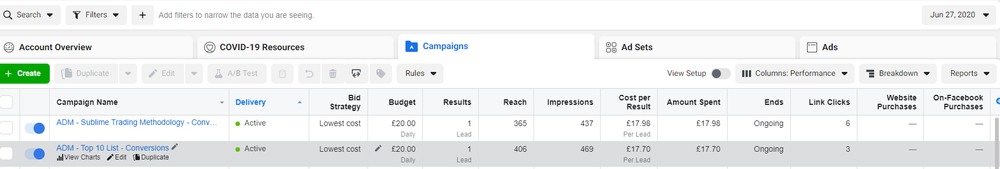 Search Filters + Add filters to narrow the data you are seeing. Jun 27, 2020
Account Overview COVID-19 Resources Campaigns Ad Sets Ads
+ Create Duplicate Edit A/B Test Rules View Setup Columns: Performance Breakdown Reports
Campaign Name Delivery Bid Strategy Budget Results Reach Impressions Cost per Result Amount Spent Ends Link Clicks Website Purchases On-Facebook Purchases
ADM - Sublime Trading Methodology - Conv... Active Lowest cost £20.00 1 365 437 £17.98 £17.98 Ongoing 6 — —
Daily Lead Per Lead
ADM - Top 10 List - Conversions Active Lowest cost £20.00 1 406 469 £17.70 £17.70 Ongoing 3 — —
View Charts Edit Duplicate Daily Lead Per Lead